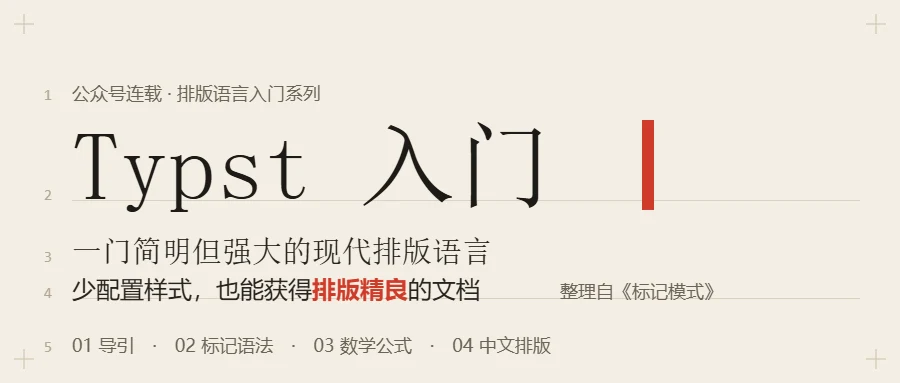 1 公众号连载 · 排版语言入门系列
2 Typst 入门
3 一门简明但强大的现代排版语言
4 少配置样式，也能获得排版精良的文档 整理自《标记模式》
5 01 导引 · 02 标记语法 · 03 数学公式 · 04 中文排版